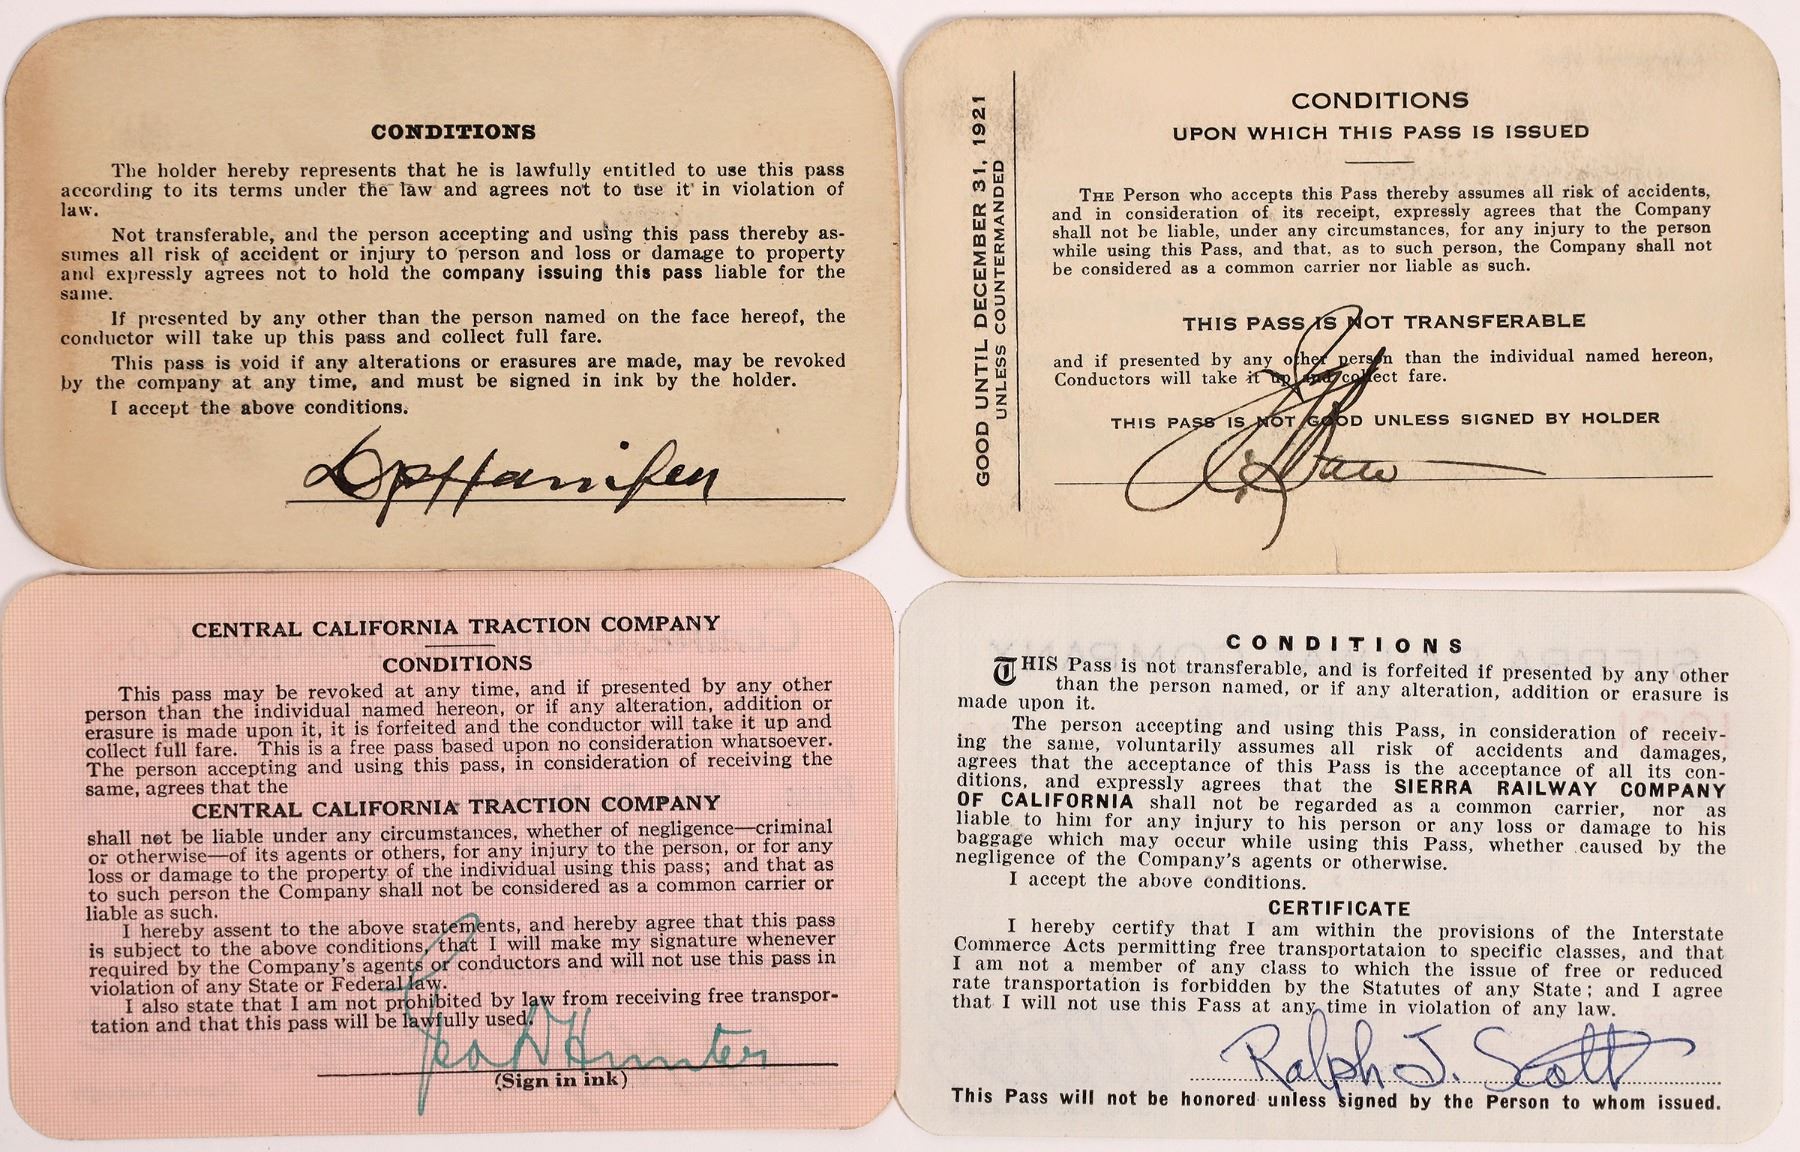 CONDITIONS
The holder hereby represents that he is lawfully entitled to use this pass
according to its terms under the law and agrees not to use it in violation of
law.
Not transferable, and the person accepting and using this pass thereby as-
sumes all risk of accident or injury to person and loss or damage to property
and expressly agrees not to hold the company issuing this pass liable for the
same.
If presented by any other than the person named on the face hereof, the
conductor will take up this pass and collect full fare.
This pass is void if any alterations or erasures are made, may be revoked
by the company at any time, and must be signed in ink by the holder.
I accept the above conditions.
D P Hanifen
GOOD UNTIL DECEMBER 31, 1921
UNLESS COUNTERMANDED
CONDITIONS
UPON WHICH THIS PASS IS ISSUED
THE Person who accepts this Pass thereby assumes all risk of accidents,
and in consideration of its receipt, expressly agrees that the Company
shall not be liable, under any circumstances, for any injury to the person
while using this Pass, and that, as to such person, the Company shall not
be considered as a common carrier nor liable as such.
THIS PASS IS NOT TRANSFERABLE
and if presented by any other person than the individual named hereon,
Conductors will take it up and collect fare.
THIS PASS IS NOT GOOD UNLESS SIGNED BY HOLDER
CENTRAL CALIFORNIA TRACTION COMPANY
CONDITIONS
This pass may be revoked at any time, and if presented by any other
person than the individual named hereon, or if any alteration, addition or
erasure is made upon it, it is forfeited and the conductor will take it up and
collect full fare. This is a free pass based upon no consideration whatsoever.
The person accepting and using this pass, in consideration of receiving the
same, agrees that the
CENTRAL CALIFORNIA TRACTION COMPANY
shall not be liable under any circumstances, whether of negligence—criminal
or otherwise—of its agents or others, for any injury to the person, or for any
loss or damage to the property of the individual using this pass; and that as
to such person the Company shall not be considered as a common carrier or
liable as such.
I hereby assent to the above statements, and hereby agree that this pass
is subject to the above conditions, that I will make my signature whenever
required by the Company's agents or conductors and will not use this pass in
violation of any State or Federal law.
I also state that I am not prohibited by law from receiving free transpor-
tation and that this pass will be lawfully used.
Geo N Hunter
(Sign in ink)
CONDITIONS
THIS Pass is not transferable, and is forfeited if presented by any other
than the person named, or if any alteration, addition or erasure is
made upon it.
The person accepting and using this Pass, in consideration of receiv-
ing the same, voluntarily assumes all risk of accidents and damages,
agrees that the acceptance of this Pass is the acceptance of all its con-
ditions, and expressly agrees that the SIERRA RAILWAY COMPANY
OF CALIFORNIA shall not be regarded as a common carrier, nor as
liable to him for any injury to his person or any loss or damage to his
baggage which may occur while using this Pass, whether caused by the
negligence of the Company's agents or otherwise.
I accept the above conditions.
CERTIFICATE
I hereby certify that I am within the provisions of the Interstate
Commerce Acts permitting free transportataion to specific classes, and that
I am not a member of any class to which the issue of free or reduced
rate transportation is forbidden by the Statutes of any State; and I agree
that I will not use this Fass at any time in violation of any law.
Ralph J. Scott
This Pass will not be honored unless signed by the Person to whom issued.